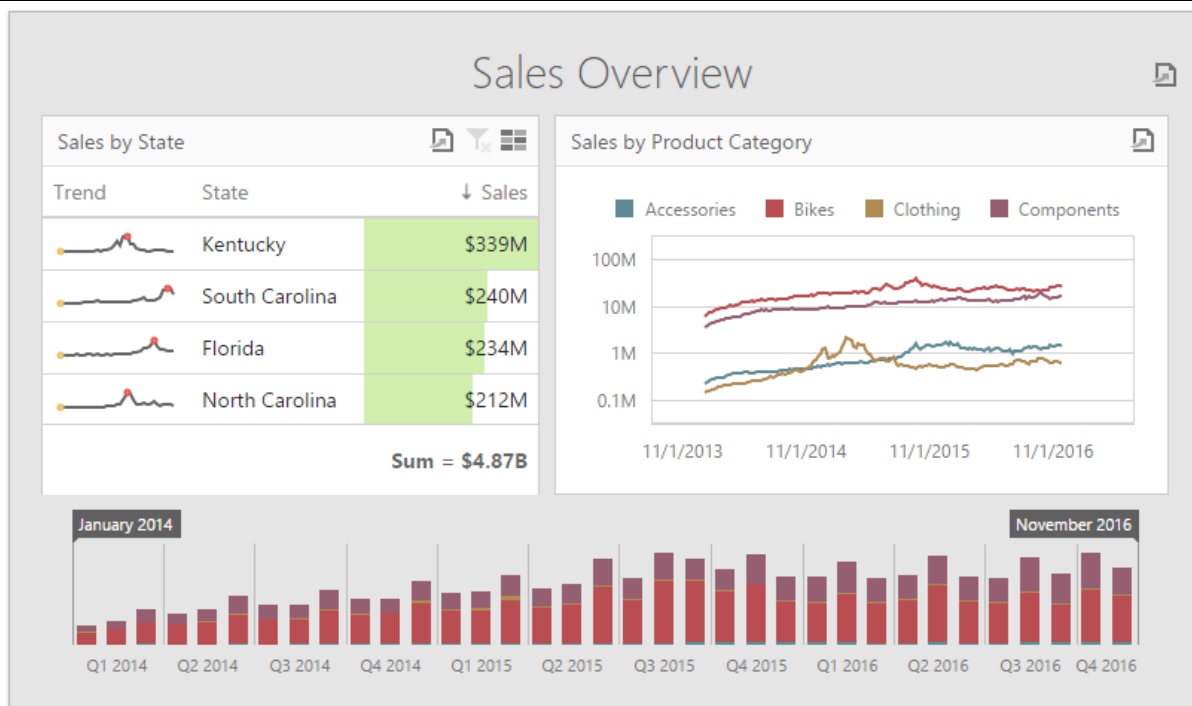 Sales Overview
Sales by State
Trend State ↓ Sales
Kentucky $339M
South Carolina $240M
Florida $234M
North Carolina $212M
Sum = $4.87B
Sales by Product Category
Accessories Bikes Clothing Components
100M
10M
1M
0.1M
11/1/2013 11/1/2014 11/1/2015 11/1/2016
January 2014 November 2016
Q1 2014 Q2 2014 Q3 2014 Q4 2014 Q1 2015 Q2 2015 Q3 2015 Q4 2015 Q1 2016 Q2 2016 Q3 2016 Q4 2016